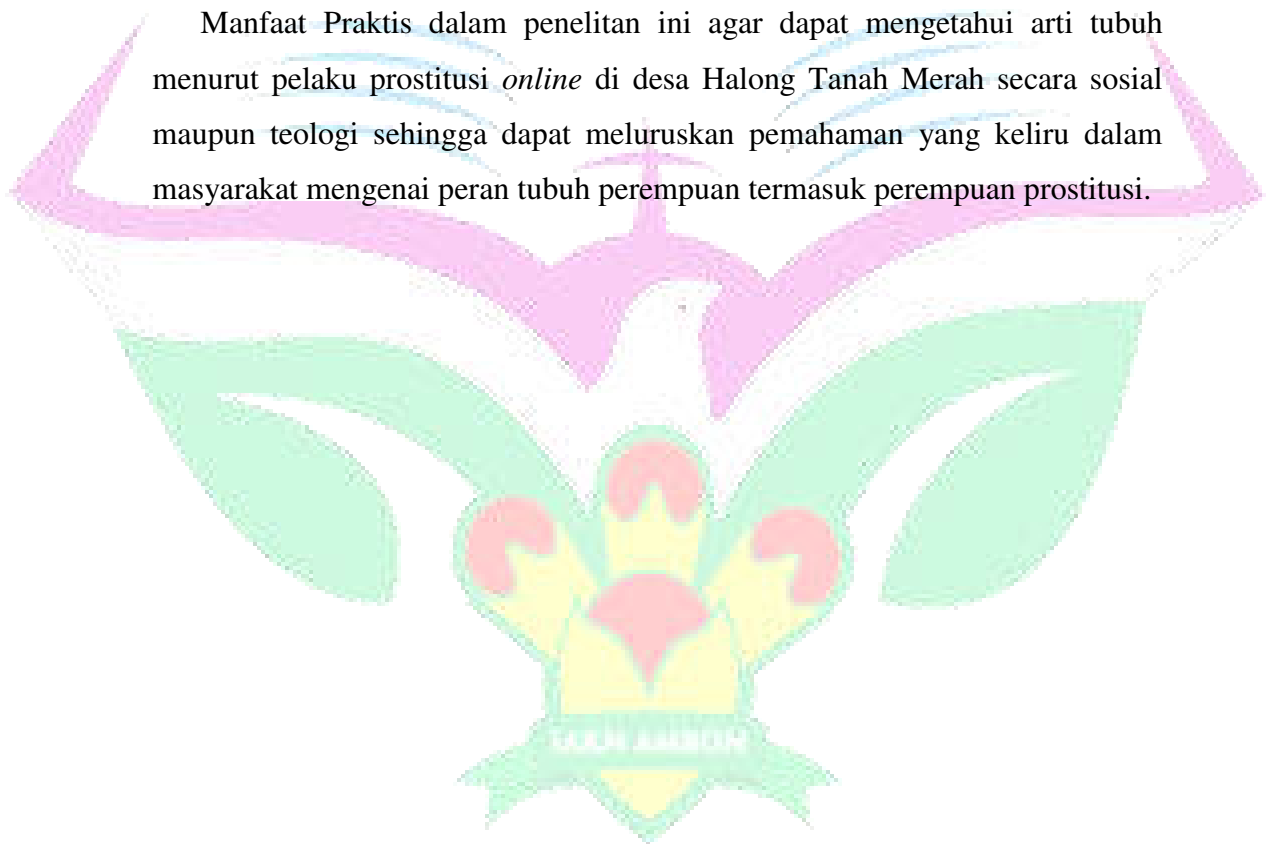 Manfaat Praktis dalam penelitan ini agar dapat mengetahui arti tubuh
menurut pelaku prostitusi online di desa Halong Tanah Merah secara sosial
maupun teologi sehingga dapat meluruskan pemahaman yang keliru dalam
masyarakat mengenai peran tubuh perempuan termasuk perempuan prostitusi.
IAKN AMBON